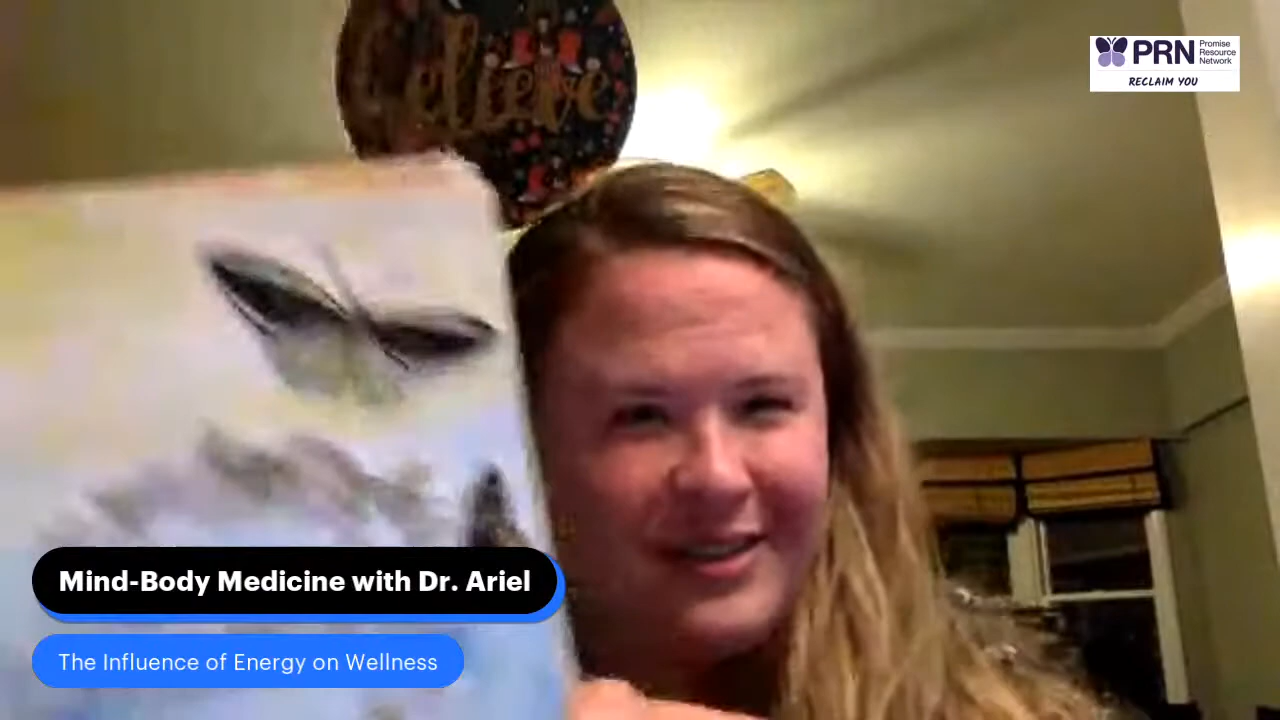 Believe
PRN
Promise
Resource
Network
RECLAIM YOU
Mind-Body Medicine with Dr. Ariel
The Influence of Energy on Wellness